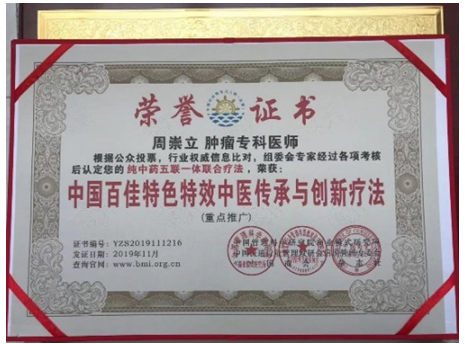 荣誉证书
周崇立 肿瘤专科医师
根据公众投票，行业权威信息比对，组委会专家经过各项考核
后认定您的 纯中药五联一体联合疗法，荣获：
中国百佳特色特效中医传承与创新疗法
(重点推广)
证书编号：YZS2019111216
发证日期：2019年11月
查询官网：www.bmi.org.cn